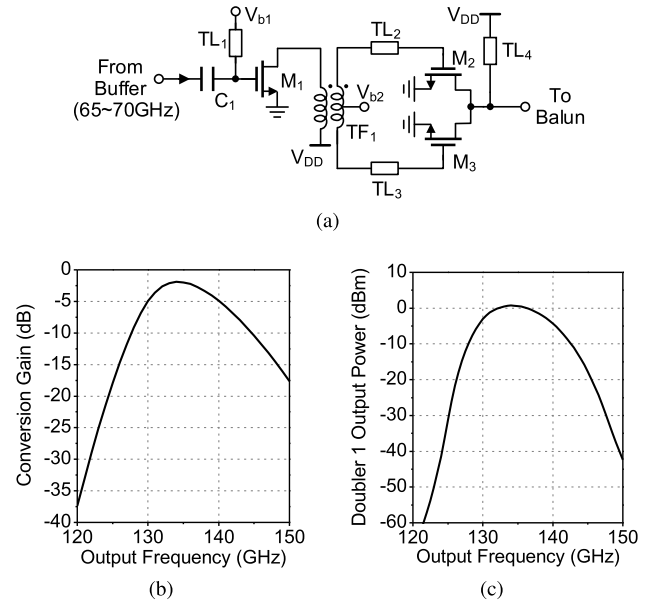 V_b1
V_DD
TL_1
TL_2
TL_4
M_2
From
Buffer
(65~70GHz)
C_1
M_1
V_b2
TF_1
To
Balun
V_DD
M_3
TL_3
(a)
Conversion Gain (dB)
0
-5
-10
-15
-20
-25
-30
-35
-40
120 130 140 150
Output Frequency (GHz)
(b)
Doubler 1 Output Power (dBm)
10
0
-10
-20
-30
-40
-50
-60
120 130 140 150
Output Frequency (GHz)
(c)